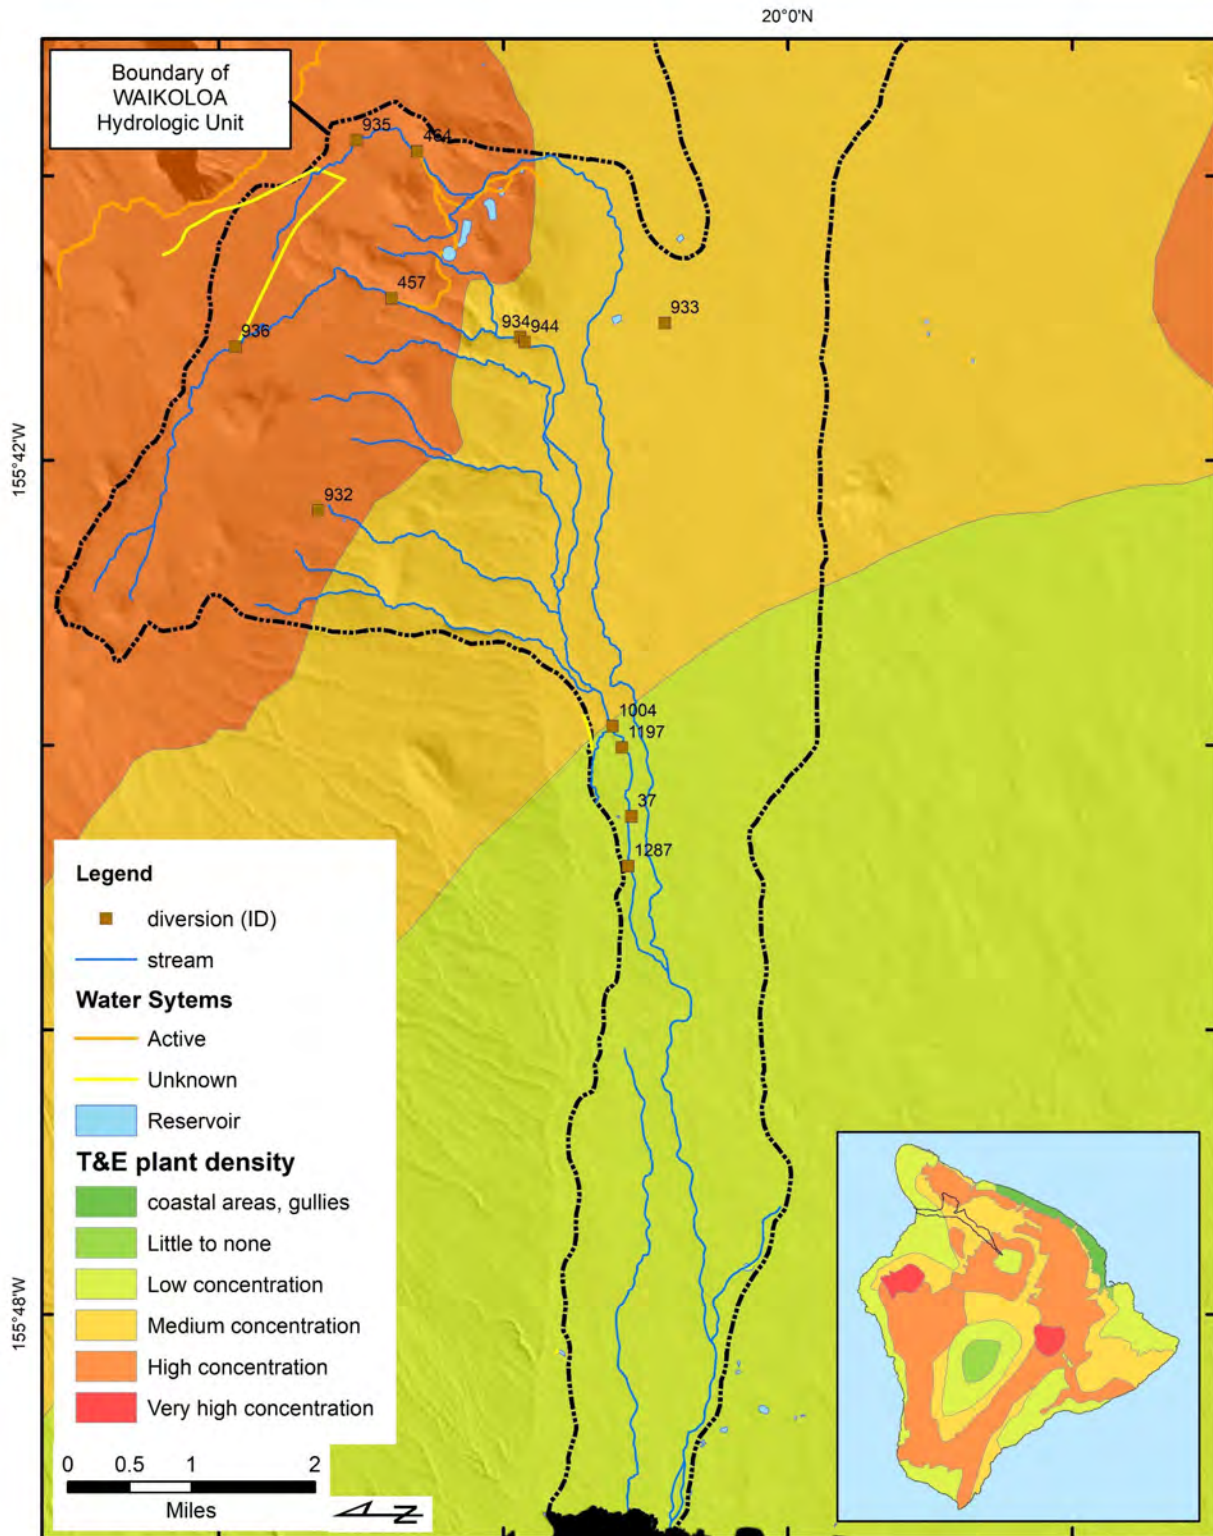 20°0'N
Boundary of
WAIKOLOA
Hydrologic Unit
935
464
457
933
934
944
936
155°42'W
932
1004
1197
37
1287
Legend
diversion (ID)
stream
Water Sytems
Active
Unknown
Reservoir
T&E plant density
coastal areas, gullies
Little to none
Low concentration
155°48'W
Medium concentration
High concentration
Very high concentration
0 0.5 1 2
Miles
N